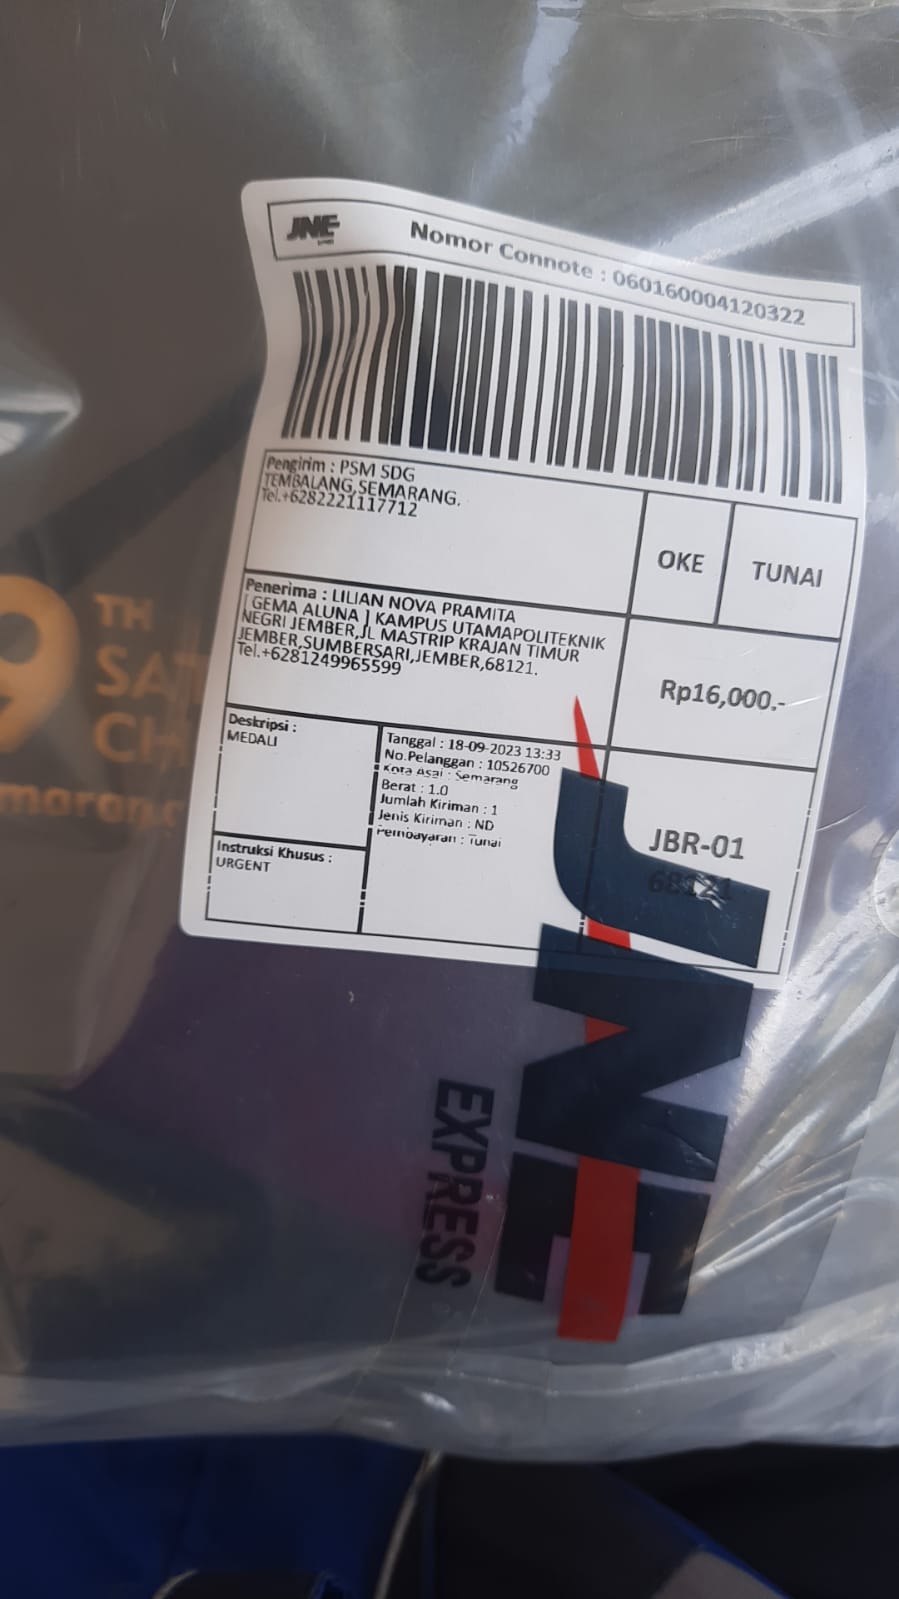 JNE
Nomor Connote : 060160004120322
Pengirim : PSM SDG
TEMBALANG,SEMARANG.
Tel.+6282221117712
OKE
TUNAI
Penerima : LILIAN NOVA PRAMITA
[ GEMA ALUNA ] KAMPUS UTAMAPOLITEKNIK
NEGRI JEMBER,JL MASTRIP KRAJAN TIMUR
JEMBER,SUMBERSARI,JEMBER,68121.
Tel.+6281249965599
Rp16,000.-
Deskripsi :
MEDALI
Tanggal : 18-09-2023 13:33
No.Pelanggan : 10526700
Kota Asal : Semarang
Berat : 1.0
Jumlah Kiriman : 1
Jenis Kiriman : ND
Pembayaran : Tunai
Instruksi Khusus :
URGENT
JBR-01
68121
JNE
EXPRESS
9
TH